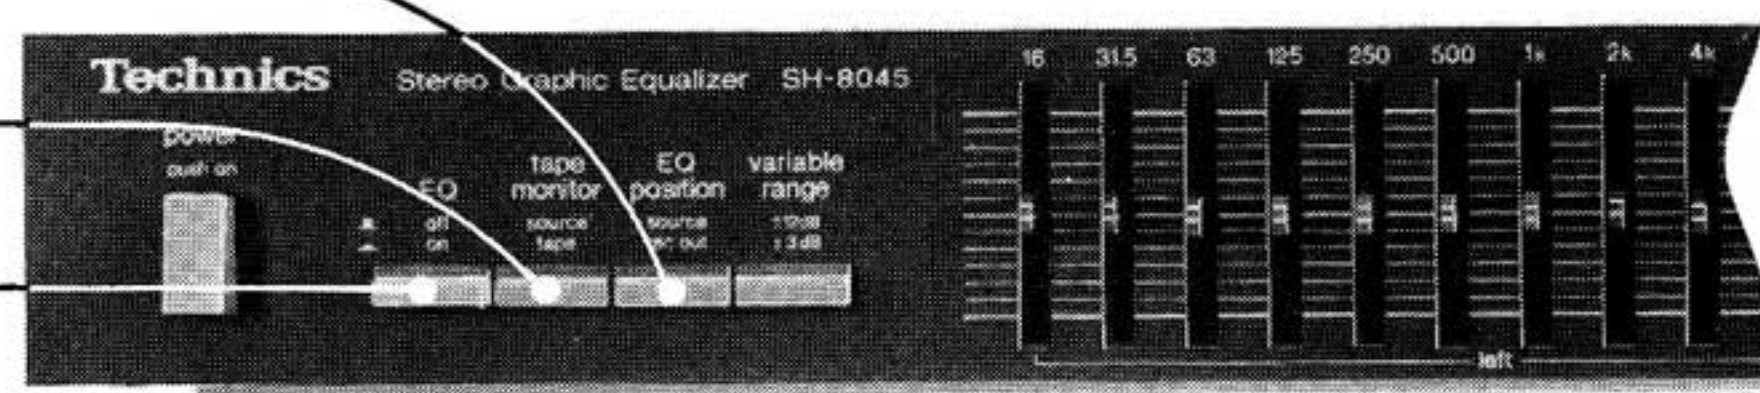 Technics
Stereo Graphic Equalizer SH-8045
power
push on
EQ
off
on
tape
monitor
source
tape
EQ
position
source
rec out
variable
range
±12dB
±3dB
16 31.5 63 125 250 500 1k 2k 4k
left